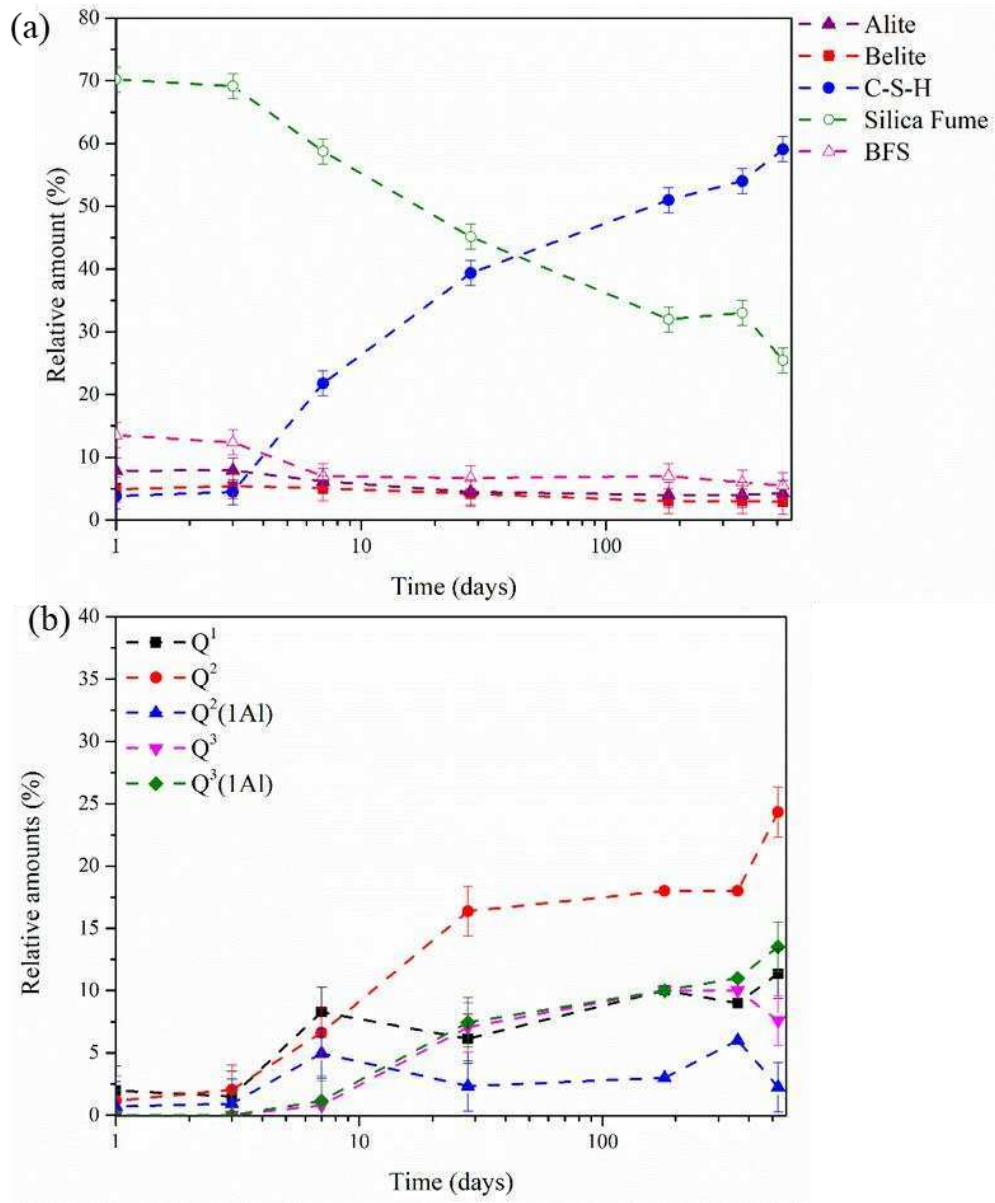 (a)
80
70
60
50
40
30
20
10
0
Relative amount (%)
1 10 100
Time (days)
Alite
Belite
C-S-H
Silica Fume
BFS
(b)
40
35
30
25
20
15
10
5
0
Relative amounts (%)
Q¹
Q²
Q²(1Al)
Q³
Q³(1Al)
1 10 100
Time (days)